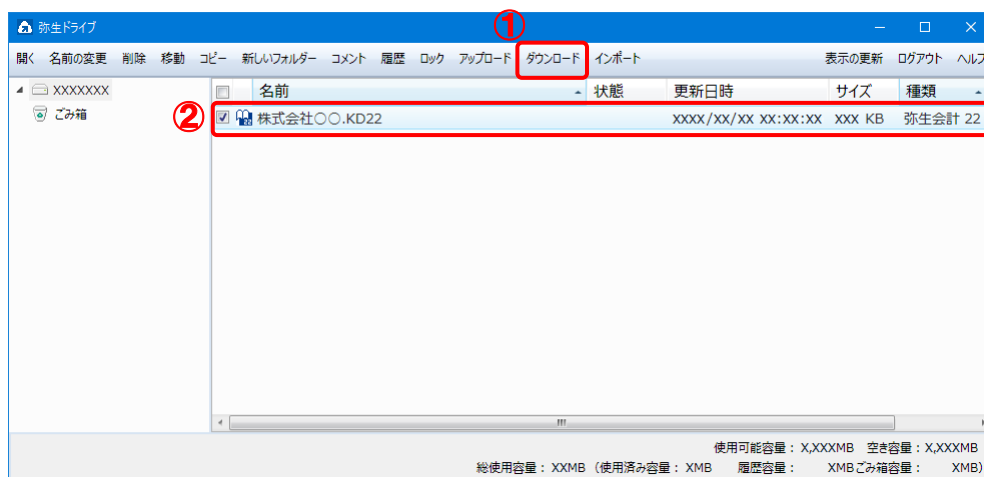 弥生ドライブ
①
開く 名前の変更 削除 移動 コピー 新しいフォルダー コメント 履歴 ロック アップロード ダウンロード インポート 表示の更新 ログアウト ヘルプ
XXXXXXX
ごみ箱
名前 状態 更新日時 サイズ 種類
② 株式会社○○.KD22 xxxx/xx/xx xx:xx:xx xxx KB 弥生会計 22
使用可能容量: X,XXXMB 空き容量: X,XXXMB
総使用容量: XXMB (使用済み容量: XMB 履歴容量: XMB ごみ箱容量: XMB)